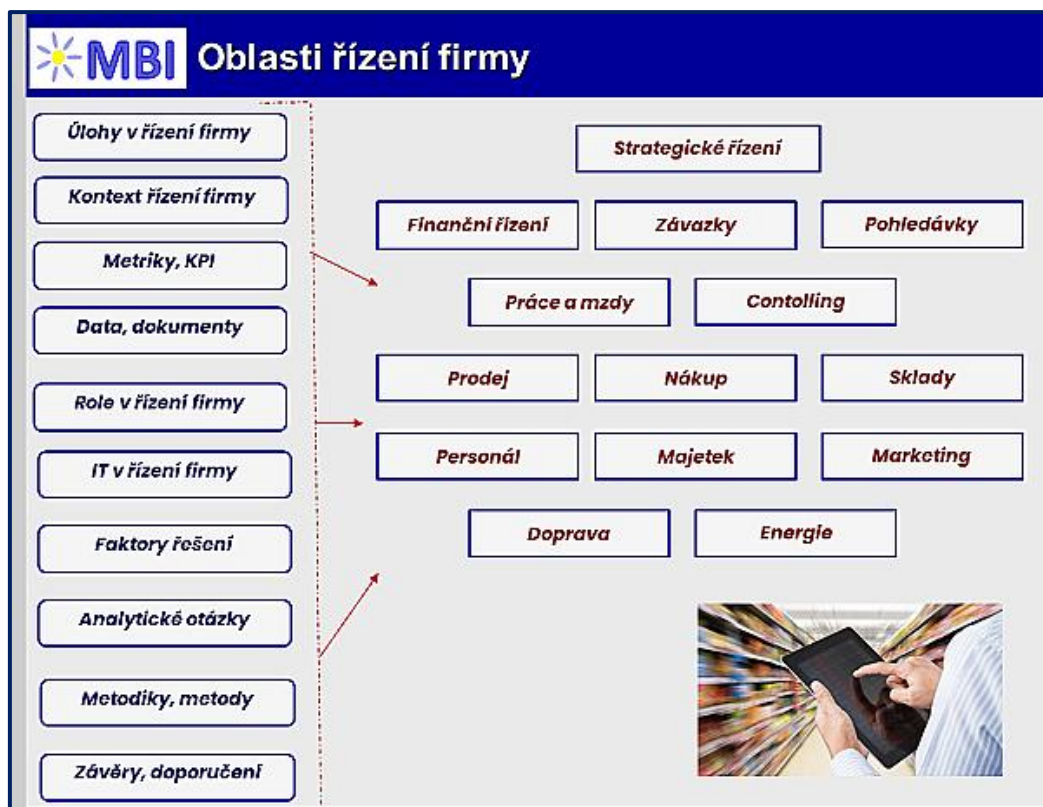 MBI Oblasti řízení firmy
Úlohy v řízení firmy
Kontext řízení firmy
Metriky, KPI
Data, dokumenty
Role v řízení firmy
IT v řízení firmy
Faktory řešení
Analytické otázky
Metodiky, metody
Závěry, doporučení
Strategické řízení
Finanční řízení
Závazky
Pohledávky
Práce a mzdy
Contolling
Prodej
Nákup
Sklady
Personál
Majetek
Marketing
Doprava
Energie